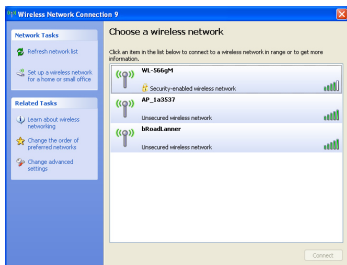 Wireless Network Connection 9
Network Tasks
Refresh network list
Set up a wireless network
for a home or small office
Related Tasks
Learn about wireless
networking
Change the order of
preferred networks
Change advanced
settings
Choose a wireless network
Click an item in the list below to connect to a wireless network in range or to get more
information.
WL-566gM
Security-enabled wireless network
AP_1a3537
Unsecured wireless network
bRoadLanner
Unsecured wireless network
Connect